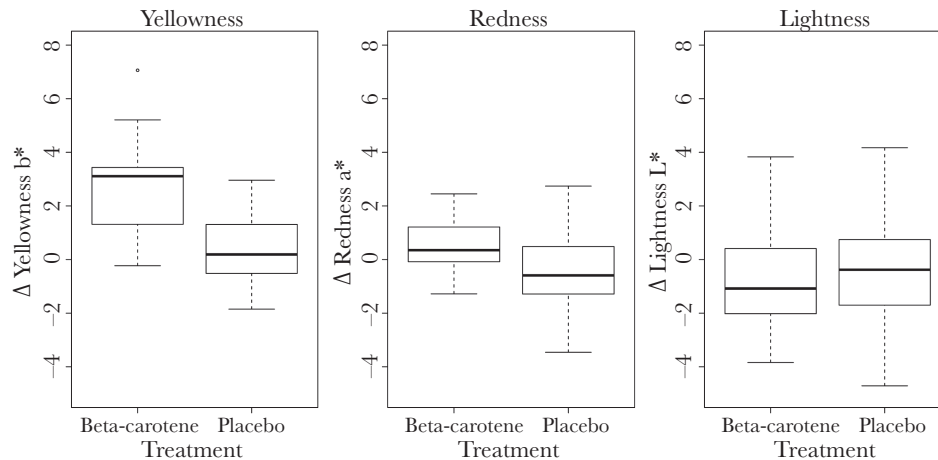 Yellowness
Redness
Lightness
Δ Yellowness b*
8
6
4
2
0
−2
−4
Beta-carotene
Placebo
Treatment
Δ Redness a*
8
6
4
2
0
−2
−4
Beta-carotene
Placebo
Treatment
Δ Lightness L*
8
6
4
2
0
−2
−4
Beta-carotene
Placebo
Treatment